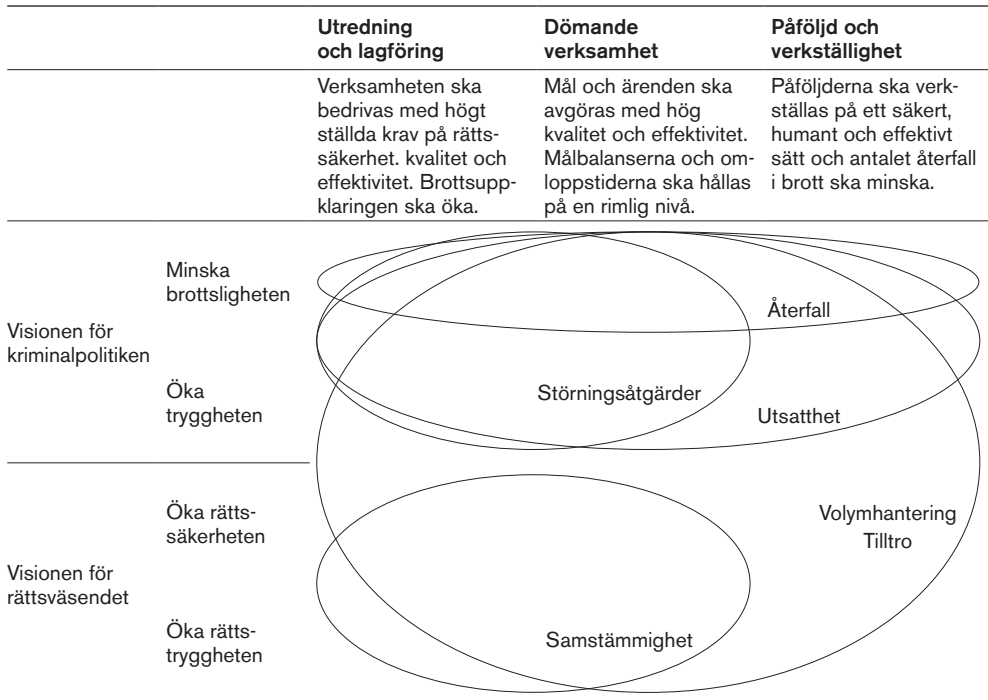 Utredning
och lagföring
Dömande
verksamhet
Påföljd och
verkställighet
Verksamheten ska
bedrivas med högt
ställda krav på rätts-
säkerhet. kvalitet och
effektivitet. Brottsupp-
klaringen ska öka.
Mål och ärenden ska
avgöras med hög
kvalitet och effektivitet.
Målbalanserna och om-
loppstiderna ska hållas
på en rimlig nivå.
Påföljderna ska verk-
ställas på ett säkert,
humant och effektivt
sätt och antalet återfall
i brott ska minska.
Visionen för
kriminalpolitiken
Minska
brottsligheten
Återfall
Öka
tryggheten
Störningsåtgärder
Utsatthet
Visionen för
rättsväsendet
Öka rätts-
säkerheten
Volymhantering
Tilltro
Öka rätts-
tryggheten
Samstämmighet